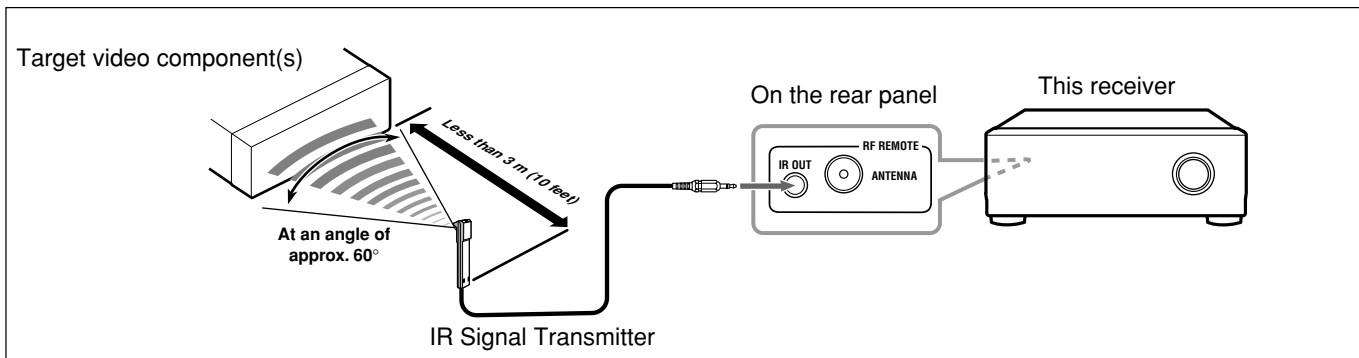 Target video component(s)
Less than 3 m (10 feet)
At an angle of
approx. 60°
IR Signal Transmitter
On the rear panel
RF REMOTE
IR OUT
ANTENNA
This receiver